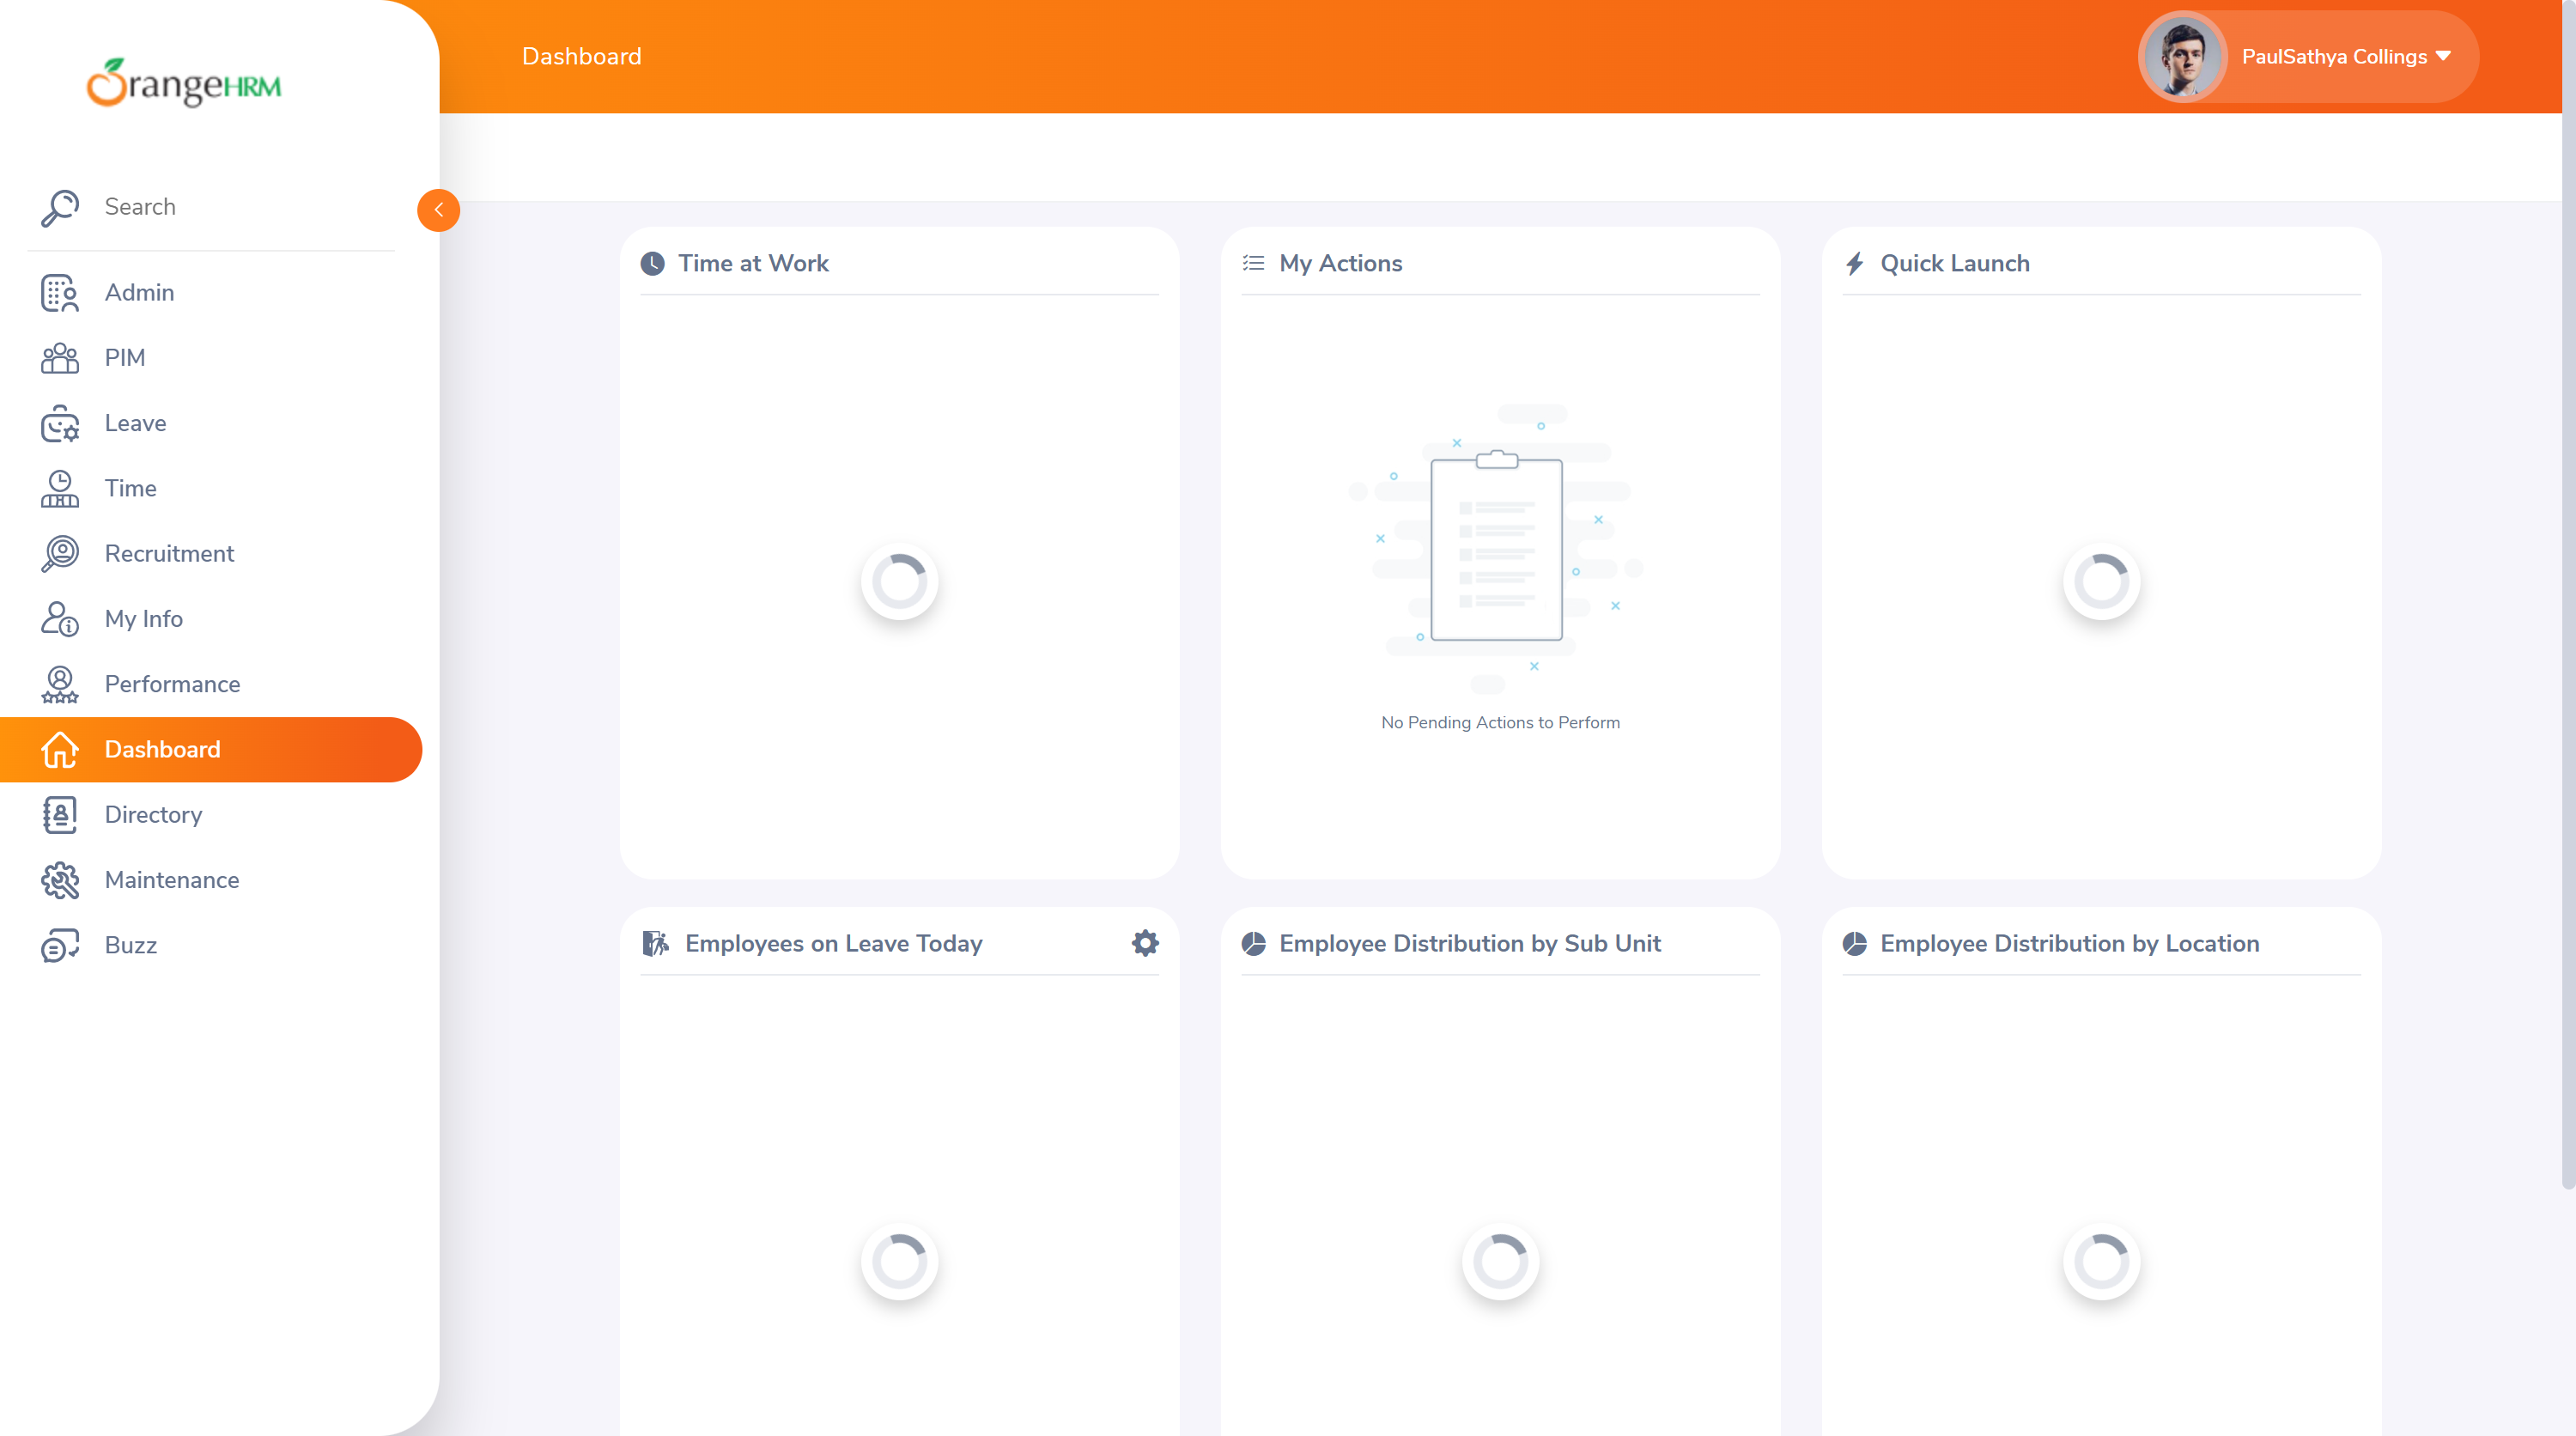 OrangeHRM
Dashboard
PaulSathya Collings
Search
Admin
PIM
Leave
Time
Recruitment
My Info
Performance
Dashboard
Directory
Maintenance
Buzz
Time at Work
My Actions
No Pending Actions to Perform
Quick Launch
Employees on Leave Today
Employee Distribution by Sub Unit
Employee Distribution by Location